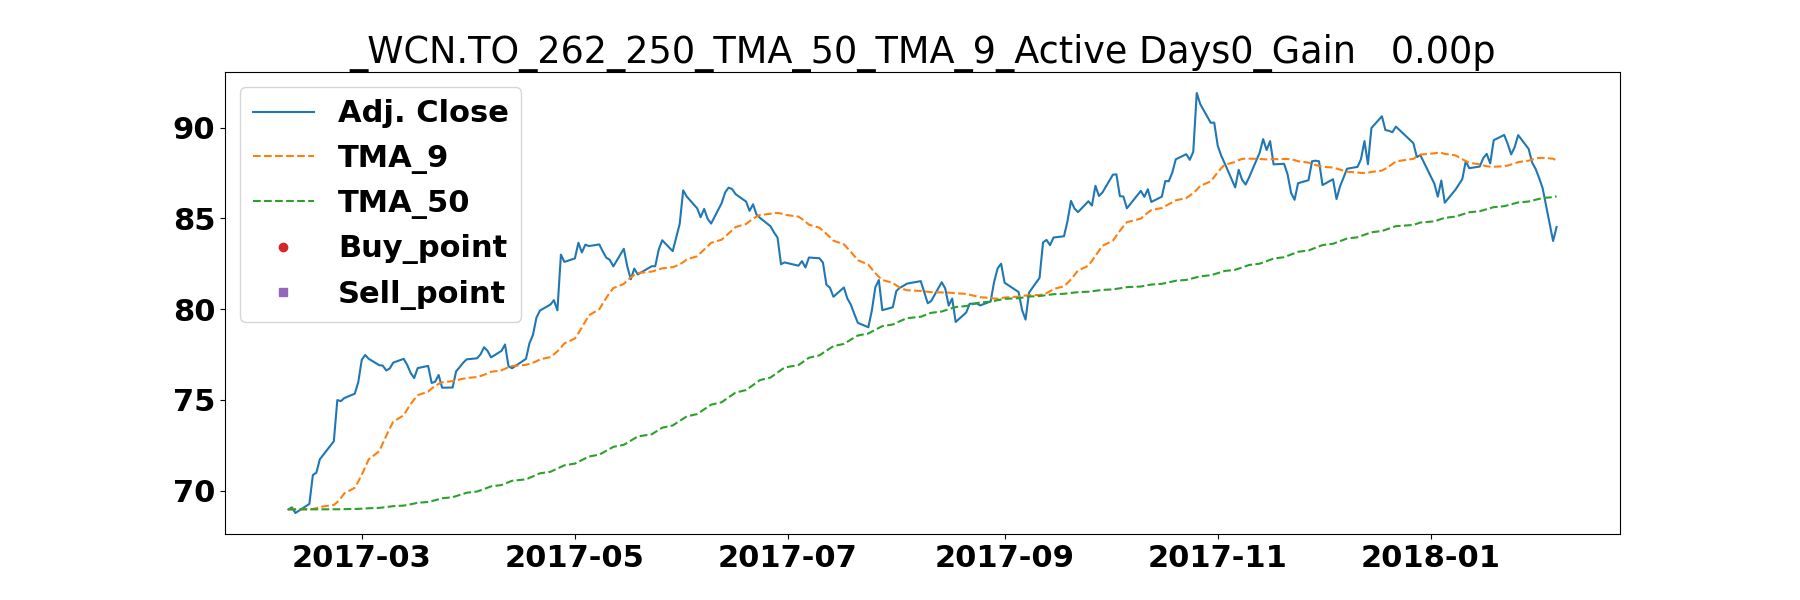 _WCN.TO_262_250_TMA_50_TMA_9_Active Days0_Gain   0.00p
Adj. Close
TMA_9
TMA_50
Buy_point
Sell_point
90
85
80
75
70
2017-03 2017-05 2017-07 2017-09 2017-11 2018-01